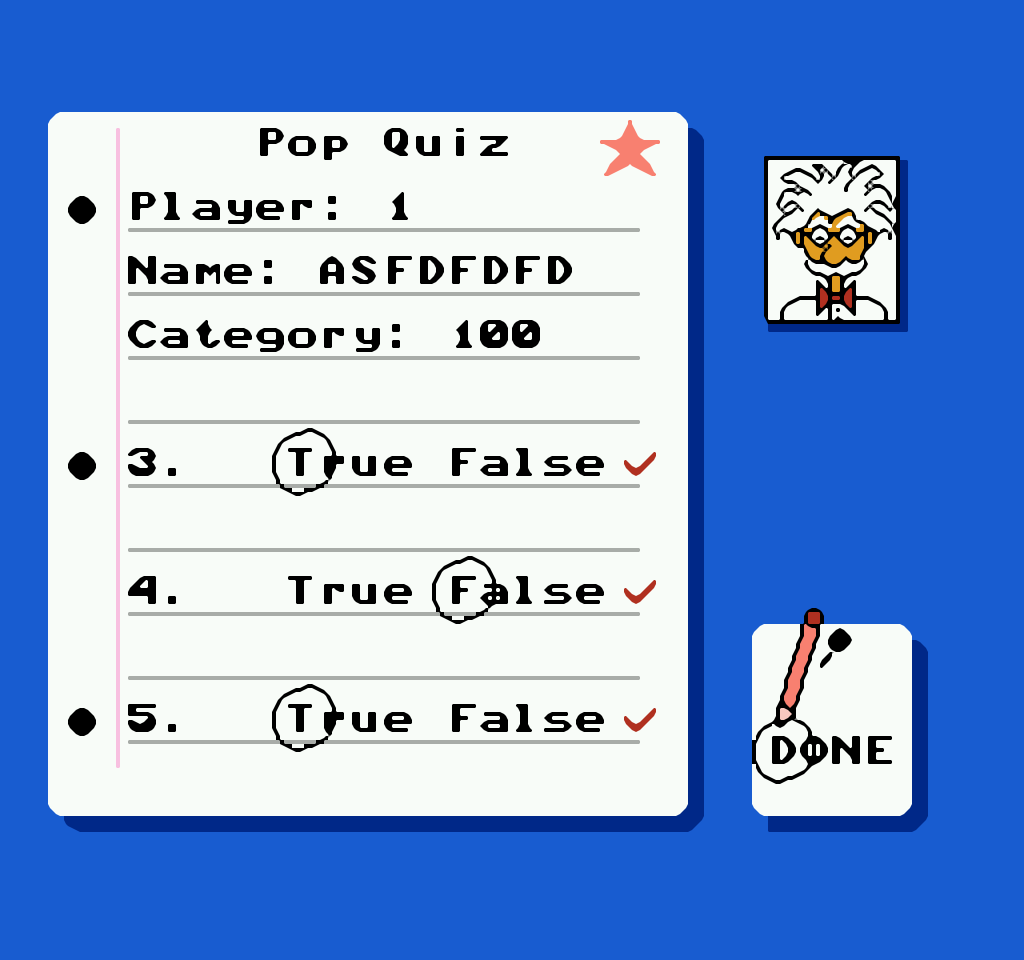 Pop Quiz
Player: 1
Name: ASFDFDFD
Category: 100
3. True False
4. True False
5. True False
DONE